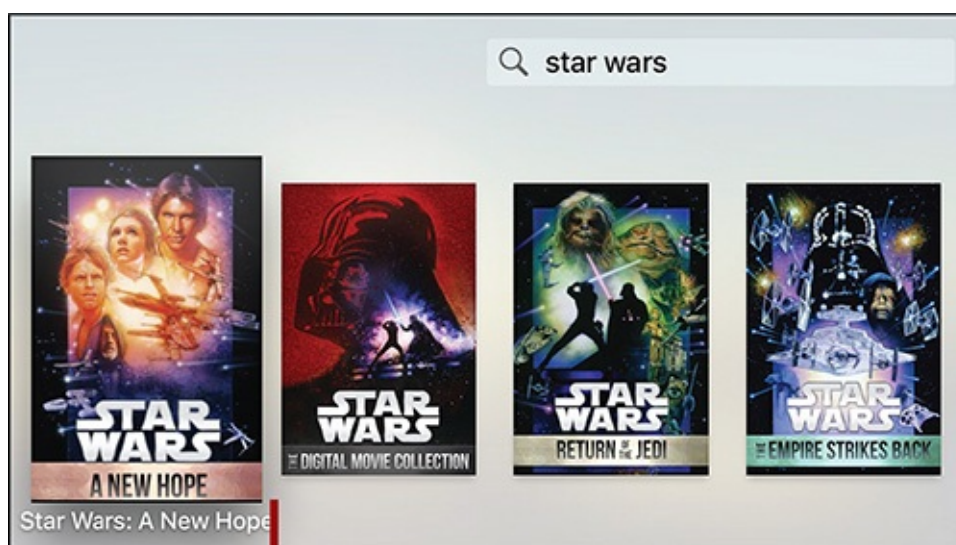 star wars
STAR
WARS
A NEW HOPE
STAR
WARS
THE DIGITAL MOVIE COLLECTION
STAR
WARS
RETURN OF THE JEDI
STAR
WARS
THE EMPIRE STRIKES BACK
Star Wars: A New Hope